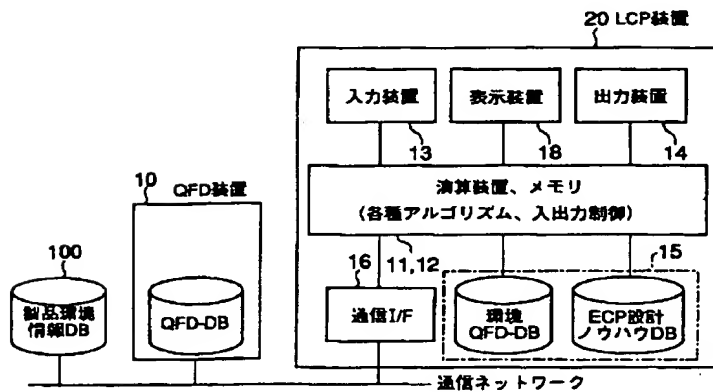 20 LCP装置
入力装置
表示装置
出力装置
13
18
14
10
QFD装置
演算装置、メモリ
(各種アルゴリズム、入出力制御)
100
11,12
16
15
製品環境
情報DB
QFD-DB
通信I/F
環境
QFD-DB
ECP設計
ノウハウDB
通信ネットワーク